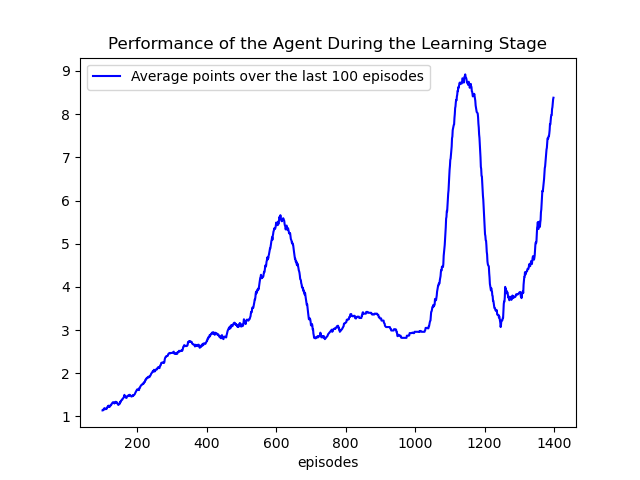 Performance of the Agent During the Learning Stage
Average points over the last 100 episodes
9
8
7
6
5
4
3
2
1
200 400 600 800 1000 1200 1400
episodes